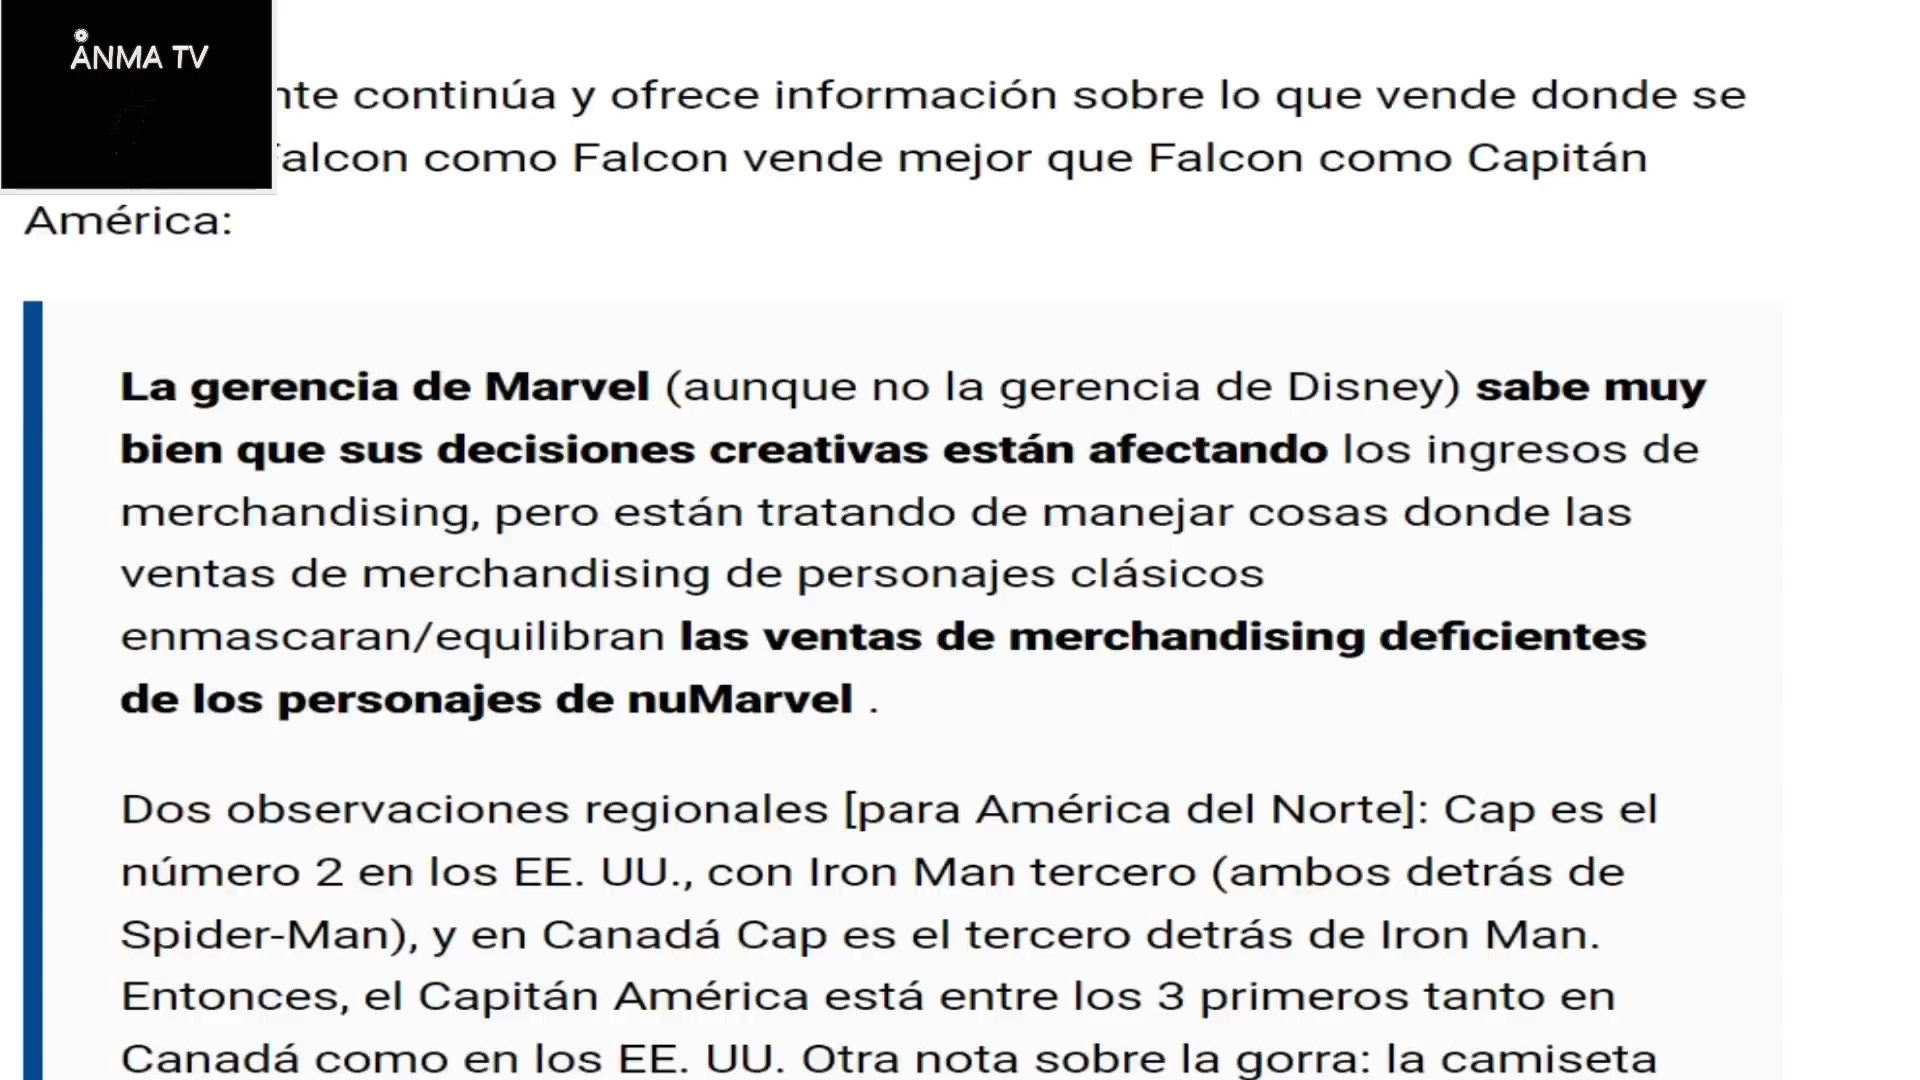 ANMA TV
continúa y ofrece información sobre lo que vende donde se
como Falcon vende mejor que Falcon como Capitán
América:
La gerencia de Marvel (aunque no la gerencia de Disney) sabe muy
bien que sus decisiones creativas están afectando los ingresos de
merchandising, pero están tratando de manejar cosas donde las
ventas de merchandising de personajes clásicos
enmascaran/equilibran las ventas de merchandising deficientes
de los personajes de nuMarvel .
Dos observaciones regionales [para América del Norte]: Cap es el
número 2 en los EE. UU., con Iron Man tercero (ambos detrás de
Spider-Man), y en Canadá Cap es el tercero detrás de Iron Man.
Entonces, el Capitán América está entre los 3 primeros tanto en
Canadá como en los EE. UU. Otra nota sobre la gorra: la camiseta